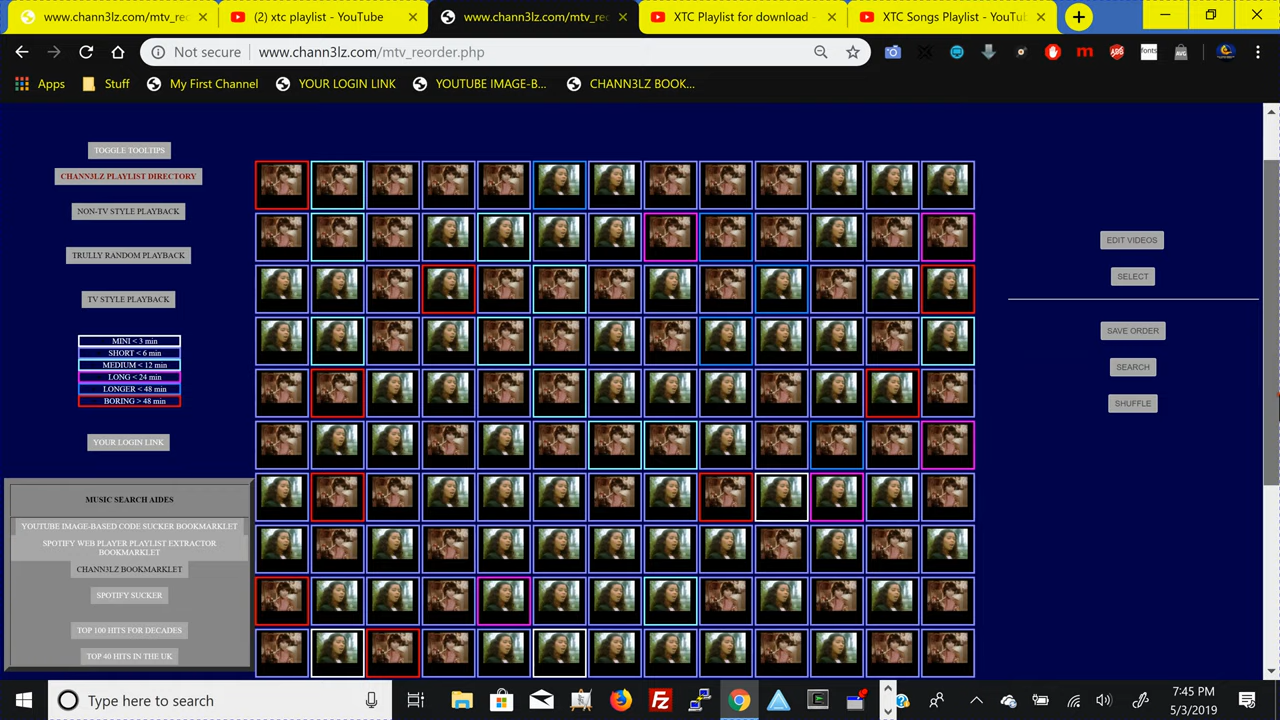 www.chann3lz.com/mtv_reorder.p
(2) xtc playlist - YouTube
www.chann3lz.com/mtv_rec
XTC Playlist for download -
XTC Songs Playlist - YouTu
Not secure
www.chann3lz.com/mtv_reorder.php
Apps
Stuff
My First Channel
YOUR LOGIN LINK
YOUTUBE IMAGE-B...
CHANN3LZ BOOK...
TOGGLE TOOLTIPS
CHANN3LZ PLAYLIST DIRECTORY
NON-TV STYLE PLAYBACK
TRULLY RANDOM PLAYBACK
TV STYLE PLAYBACK
MINI < 3 min
SHORT < 6 min
MEDIUM < 12 min
LONG < 24 min
LONGER < 48 min
BORING > 48 min
YOUR LOGIN LINK
MUSIC SEARCH AIDES
YOUTUBE IMAGE-BASED CODE SUCKER BOOKMARKLET
SPOTIFY WEB PLAYER PLAYLIST EXTRACTOR
BOOKMARKLET
CHANN3LZ BOOKMARKLET
SPOTIFY SUCKER
TOP 100 HITS FOR DECADES
TOP 40 HITS IN THE UK
EDIT VIDEOS
SELECT
SAVE ORDER
SEARCH
SHUFFLE
Type here to search
7:45 PM
5/3/2019